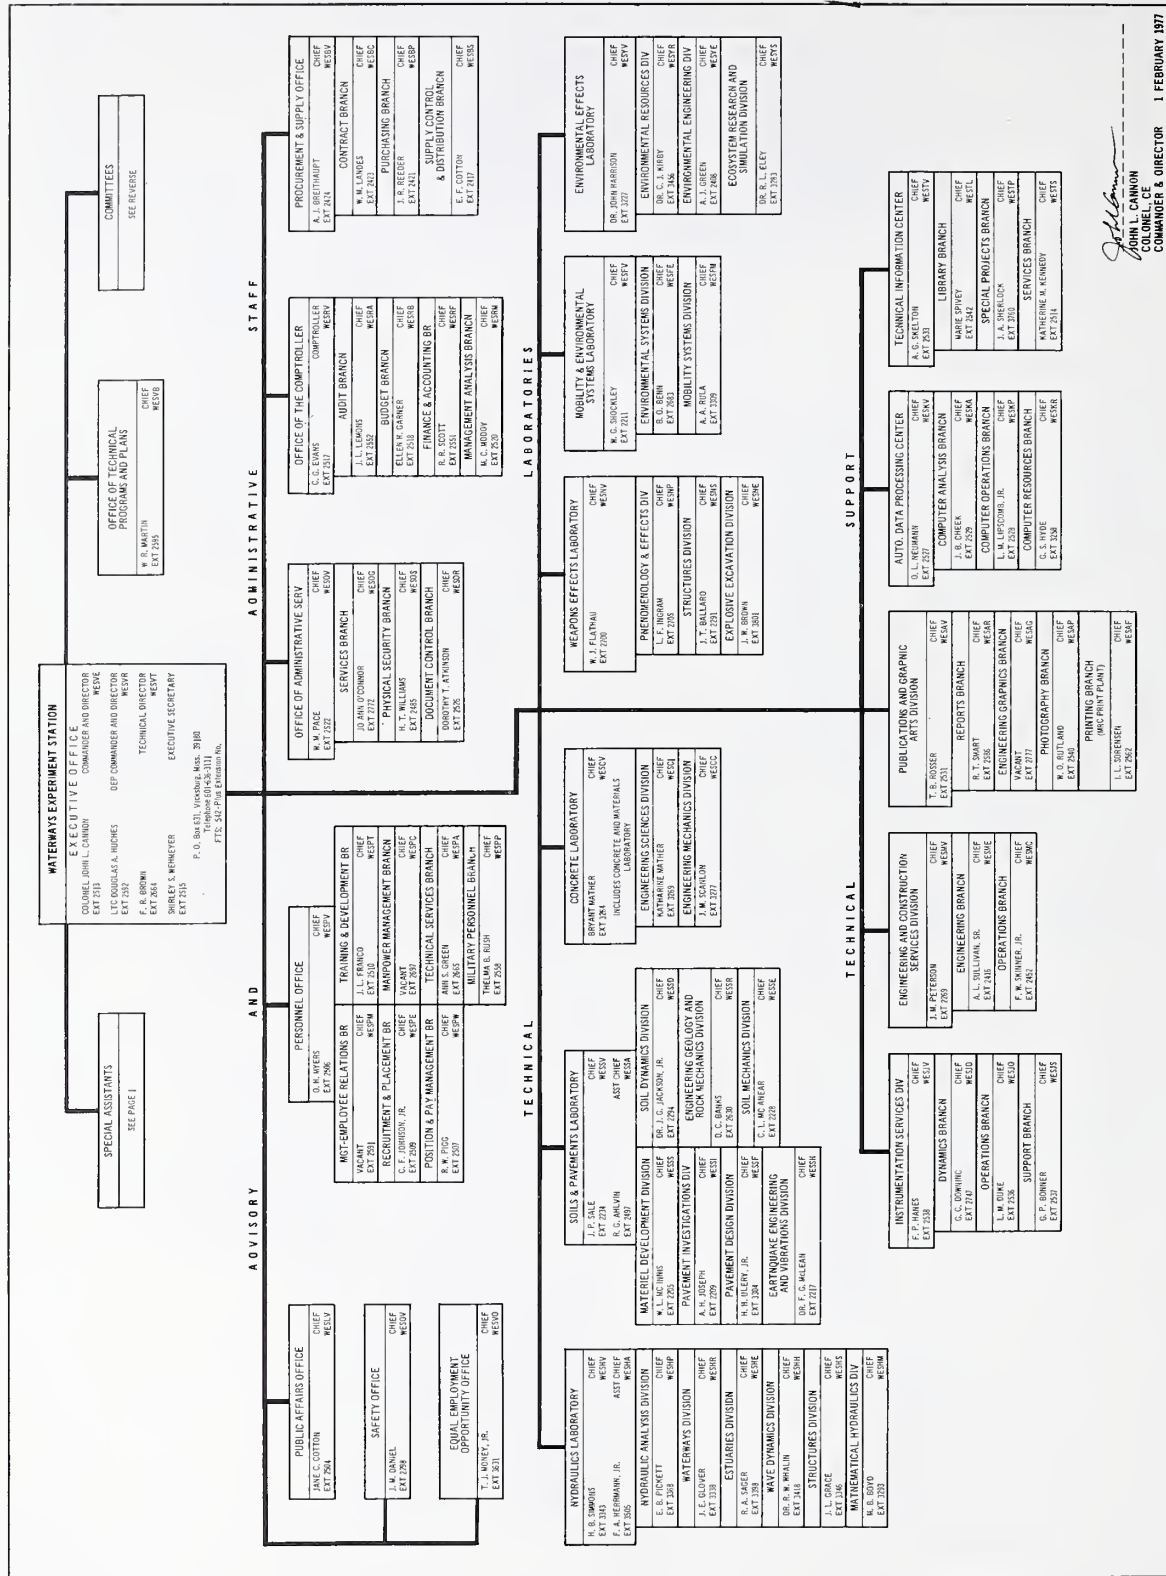 WATERWAYS EXPERIMENT STATION
EXECUTIVE OFFICE
COLONEL JOHN L. CANNON COMMANDER AND DIRECTOR
EXT 2513 WESVE
LTC DOUGLAS A. HUGHES DEP COMMANDER AND DIRECTOR
EXT 2592 WESVR
F. R. BROWN TECHNICAL DIRECTOR
EXT 2664 WESVT
SHIRLEY S. WEHMEYER EXECUTIVE SECRETARY
EXT 2515
P. O. Box 631, Vicksburg, Miss. 39180
Telephone 601-636-3111
FTS: 542-Plus Extension No.
SPECIAL ASSISTANTS
SEE PAGE 1
OFFICE OF TECHNICAL
PROGRAMS AND PLANS
W. R. MARTIN CHIEF
EXT 2595 WESVB
COMMITTEES
SEE REVERSE
ADVISORY AND ADMINISTRATIVE STAFF
PUBLIC AFFAIRS OFFICE
JANE C. COTTON CHIEF
EXT 2504 WESLV
SAFETY OFFICE
J. W. DANIEL CHIEF
EXT 2298 WESOV
EQUAL EMPLOYMENT
OPPORTUNITY OFFICE
T. J. MONEY, JR. CHIEF
EXT 3631 WESVO
PERSONNEL OFFICE
O. H. MYERS CHIEF
EXT 2506 WESPV
MGT-EMPLOYEE RELATIONS BR
VACANT CHIEF
EXT 2591 WESPM
RECRUITMENT & PLACEMENT BR
C. F. JOHNSON, JR. CHIEF
EXT 2509 WESPE
POSITION & PAY MANAGEMENT BR
R. W. PIGG CHIEF
EXT 2507 WESPW
TRAINING & DEVELOPMENT BR
J. L. FRANCO CHIEF
EXT 2510 WESPT
MANPOWER MANAGEMENT BRANCH
VACANT CHIEF
EXT 2697 WESPC
TECHNICAL SERVICES BRANCH
ANN S. GREEN CHIEF
EXT 2665 WESPA
MILITARY PERSONNEL BRANCH
THELMA B. RUSH CHIEF
EXT 2558 WESPP
OFFICE OF ADMINISTRATIVE SERV
W. M. PACE CHIEF
EXT 2522 WESDV
SERVICES BRANCH
JO ANN O'CONNOR CHIEF
EXT 2772 WESOG
PHYSICAL SECURITY BRANCH
H. T. WILLIAMS CHIEF
EXT 2485 WESOS
DOCUMENT CONTROL BRANCH
DOROTHY T. ATKINSON CHIEF
EXT 2525 WESDR
OFFICE OF THE COMPTROLLER
C. G. EVANS COMPTROLLER
EXT 2517 WESRV
AUDIT BRANCH
J. L. LEMONS CHIEF
EXT 2552 WESRA
BUDGET BRANCH
ELLEN H. GARNER CHIEF
EXT 2518 WESRB
FINANCE & ACCOUNTING BR
R. R. SCOTT CHIEF
EXT 2551 WESRF
MANAGEMENT ANALYSIS BRANCH
M. C. MODDY CHIEF
EXT 2520 WESRM
PROCUREMENT & SUPPLY OFFICE
A. J. BREITHAUPT CHIEF
EXT 2424 WESBV
CONTRACT BRANCH
W. M. LANDES CHIEF
EXT 2423 WESBC
PURCHASING BRANCH
J. R. REEDER CHIEF
EXT 2421 WESBP
SUPPLY CONTROL
& DISTRIBUTION BRANCH
E. F. COTTON CHIEF
EXT 2417 WESBS
TECHNICAL LABORATORIES
HYDRAULICS LABORATORY
H. B. SIMMONS CHIEF
EXT 3343 WESHV
F. A. HERRMANN, JR. ASST CHIEF
EXT 3505 WESHA
HYDRAULIC ANALYSIS DIVISION
E. B. PICKETT CHIEF
EXT 3368 WESHP
WATERWAYS DIVISION
J. E. GLOVER CHIEF
EXT 3338 WESHR
ESTUARIES DIVISION
R. A. SAGER CHIEF
EXT 3398 WESHE
WAVE DYNAMICS DIVISION
DR. R. W. WHALIN CHIEF
EXT 3418 WESHH
STRUCTURES DIVISION
J. L. GRACE CHIEF
EXT 3346 WESHS
MATHEMATICAL HYDRAULICS DIV
M. B. BOYD CHIEF
EXT 3293 WESHM
SOILS & PAVEMENTS LABORATORY
J. P. SALE CHIEF
EXT 2234 WESSV
R. G. AHLVIN ASST CHIEF
EXT 2497 WESSA
MATERIEL DEVELOPMENT DIVISION
W. L. MC INNIS CHIEF
EXT 2205 WESSS
PAVEMENT INVESTIGATIONS DIV
A. H. JOSEPH CHIEF
EXT 2209 WESSI
PAVEMENT DESIGN DIVISION
H. H. ULERY, JR. CHIEF
EXT 3304 WESSF
EARTHQUAKE ENGINEERING
AND VIBRATIONS DIVISION
DR. F. G. McLEAN CHIEF
EXT 2217 WESSH
SOIL DYNAMICS DIVISION
DR. J. G. JACKSON, JR. CHIEF
EXT 2294 WESSD
ENGINEERING GEOLOGY AND
ROCK MECHANICS DIVISION
D. C. BANKS CHIEF
EXT 2630 WESSR
SOIL MECHANICS DIVISION
C. L. MC ANEAR CHIEF
EXT 2228 WESSE
CONCRETE LABORATORY
BRYANT MATHER CHIEF
EXT 3264 WESCV
INCLUDES CONCRETE AND MATERIALS
LABORATORY
ENGINEERING SCIENCES DIVISION
KATHARINE MATHER CHIEF
EXT 3269 WESCJ
ENGINEERING MECHANICS DIVISION
J. M. SCANLON CHIEF
EXT 3277 WESCC
WEAPONS EFFECTS LABORATORY
W. J. FLATHAU CHIEF
EXT 2700 WESNV
PHENOMENOLOGY & EFFECTS DIV
L. F. INGRAM CHIEF
EXT 2705 WESNP
STRUCTURES DIVISION
J. T. BALLARD CHIEF
EXT 2291 WESNS
EXPLOSIVE EXCAVATION DIVISION
J. W. BROWN CHIEF
EXT 3801 WESNE
MOBILITY & ENVIRONMENTAL
SYSTEMS LABORATORY
W. G. SHOCKLEY CHIEF
EXT 2211 WESFV
ENVIRONMENTAL SYSTEMS DIVISION
B. O. BENN CHIEF
EXT 2683 WESFE
MOBILITY SYSTEMS DIVISION
A. A. RULA CHIEF
EXT 3309 WESFM
ENVIRONMENTAL EFFECTS
LABORATORY
DR. JOHN HARRISON CHIEF
EXT 3227 WESYV
ENVIRONMENTAL RESOURCES DIV
DR. C. J. KIRBY CHIEF
EXT 3456 WESYR
ENVIRONMENTAL ENGINEERING DIV
A. J. GREEN CHIEF
EXT 2406 WESYE
ECOSYSTEM RESEARCH AND
SIMULATION DIVISION
DR. R. L. ELEY CHIEF
EXT 3293 WESYS
TECHNICAL SUPPORT
INSTRUMENTATION SERVICES DIV
F. P. HANES CHIEF
EXT 2538 WESJV
DYNAMICS BRANCH
G. C. DOWNING CHIEF
EXT 2747 WESJD
OPERATIONS BRANCH
L. M. DUKE CHIEF
EXT 2536 WESJO
SUPPORT BRANCH
G. P. BONNER CHIEF
EXT 2537 WESJS
ENGINEERING AND CONSTRUCTION
SERVICES DIVISION
J. M. PETERSON CHIEF
EXT 2269 WESMV
ENGINEERING BRANCH
A. L. SULLIVAN, SR. CHIEF
EXT 2416 WESME
OPERATIONS BRANCH
F. W. SKINNER, JR. CHIEF
EXT 2452 WESMC
PUBLICATIONS AND GRAPHIC
ARTS DIVISION
T. B. ROSSER CHIEF
EXT 2531 WESAV
REPORTS BRANCH
R. T. SMART CHIEF
EXT 2586 WESAR
ENGINEERING GRAPHICS BRANCH
VACANT CHIEF
EXT 2777 WESAG
PHOTOGRAPHY BRANCH
W. O. RUTLAND CHIEF
EXT 2540 WESAP
PRINTING BRANCH
(MRC PRINT PLANT)
I. L. SORENSEN CHIEF
EXT 2562 WESAF
AUTO. DATA PROCESSING CENTER
O. L. NEUMANN CHIEF
EXT 2527 WESKV
COMPUTER ANALYSIS BRANCH
J. B. CHEEK CHIEF
EXT 2529 WESKA
COMPUTER OPERATIONS BRANCH
L. M. LIPSCOMB, JR. CHIEF
EXT 2528 WESKP
COMPUTER RESOURCES BRANCH
G. S. HYDE CHIEF
EXT 3258 WESKR
TECHNICAL INFORMATION CENTER
A. G. SKELTON CHIEF
EXT 2533 WESTV
LIBRARY BRANCH
MARIE SPIVEY CHIEF
EXT 2542 WESTL
SPECIAL PROJECTS BRANCH
J. A. SHERLOCK CHIEF
EXT 3760 WESTP
SERVICES BRANCH
KATHERINE M. KENNEDY CHIEF
EXT 2514 WESTS
John L Cannon
JOHN L. CANNON
COLONEL, CE
COMMANDER & DIRECTOR 1 FEBRUARY 1977